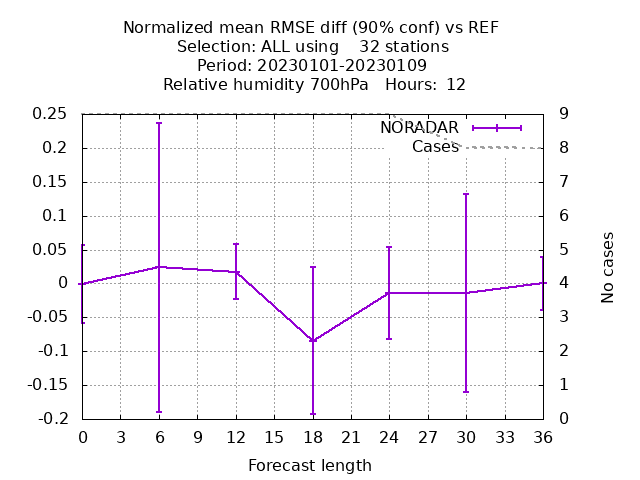 Normalized mean RMSE diff (90% conf) vs REF
Selection: ALL using 32 stations
Period: 20230101-20230109
Relative humidity 700hPa Hours: 12
0.25 9
NORADAR
Cases
0.2 8
0.15 7
0.1 6
0.05 5
0 4
-0.05 3
-0.1 2
-0.15 1
-0.2 0
No cases
0 3 6 9 12 15 18 21 24 27 30 33 36
Forecast length